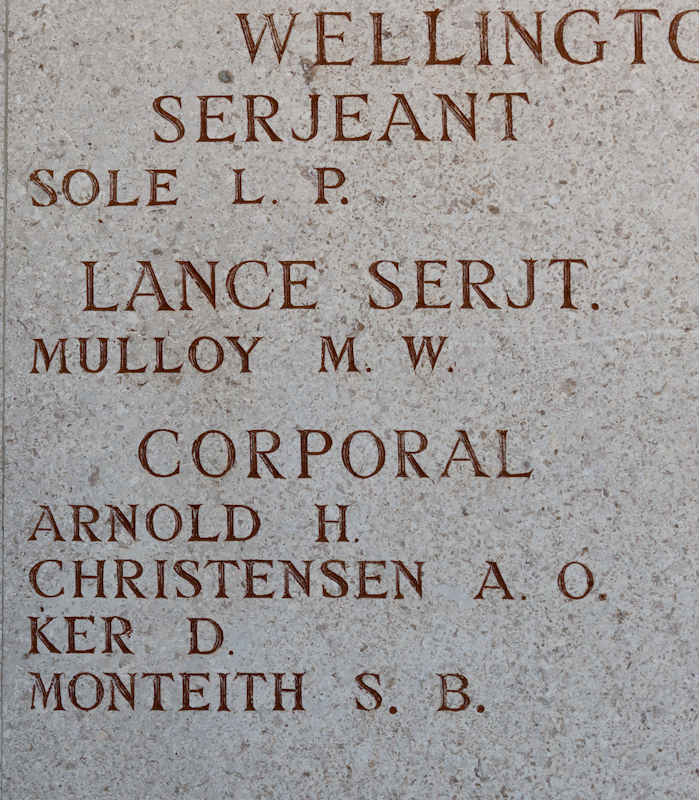 WELLINGTO
SERJEANT
SOLE L. P.
LANCE SERJT.
MULLOY M. W.
CORPORAL
ARNOLD H.
CHRISTENSEN A. O.
KER D.
MONTEITH S. B.